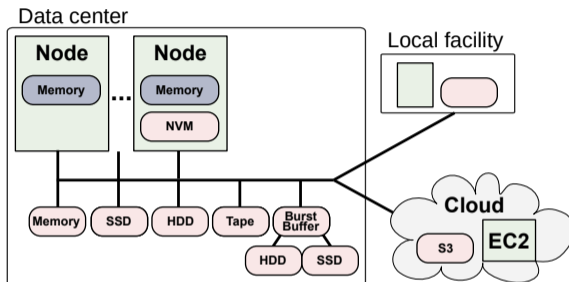 Data center
Node
Memory
...
Node
Memory
NVM
Local facility
Memory
SSD
HDD
Tape
Burst
Buffer
HDD
SSD
Cloud
S3
EC2